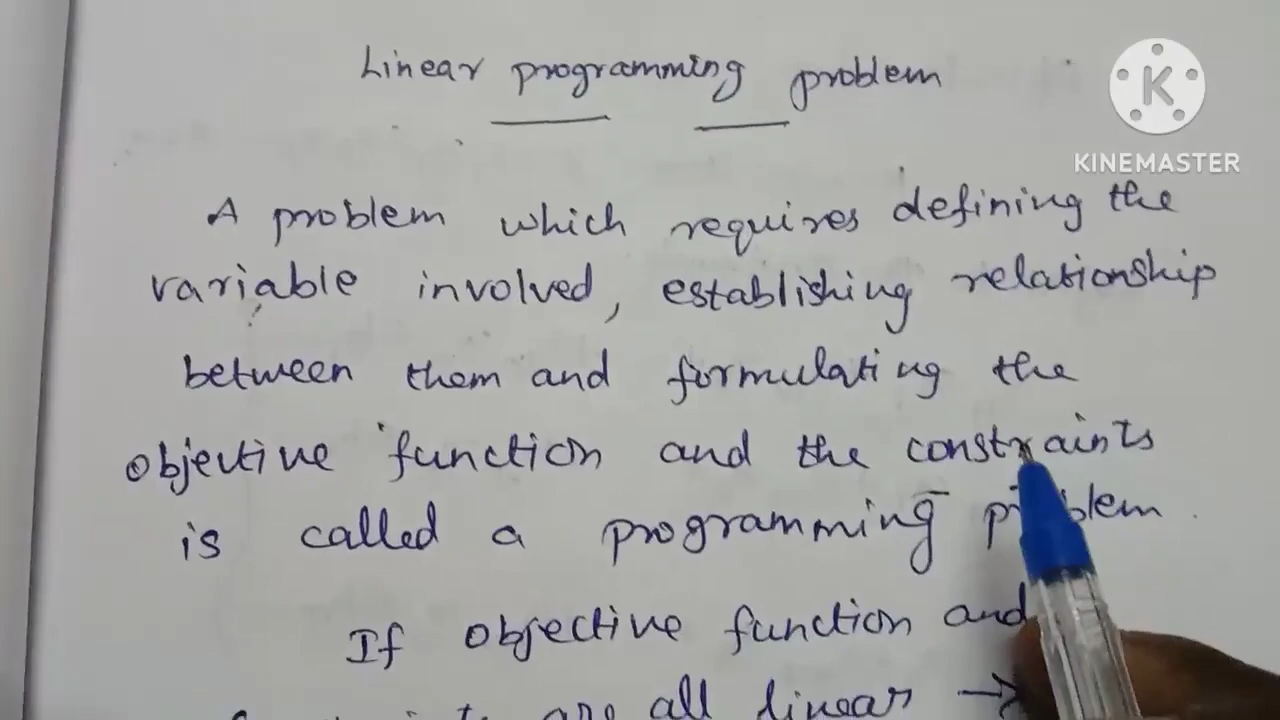 Linear programming problem
K
KINEMASTER
A problem which requires defining the
variable involved, establishing relationship
between them and formulating the
objective function and the constraints
is called a programming problem.
If objective function and
are all linear →